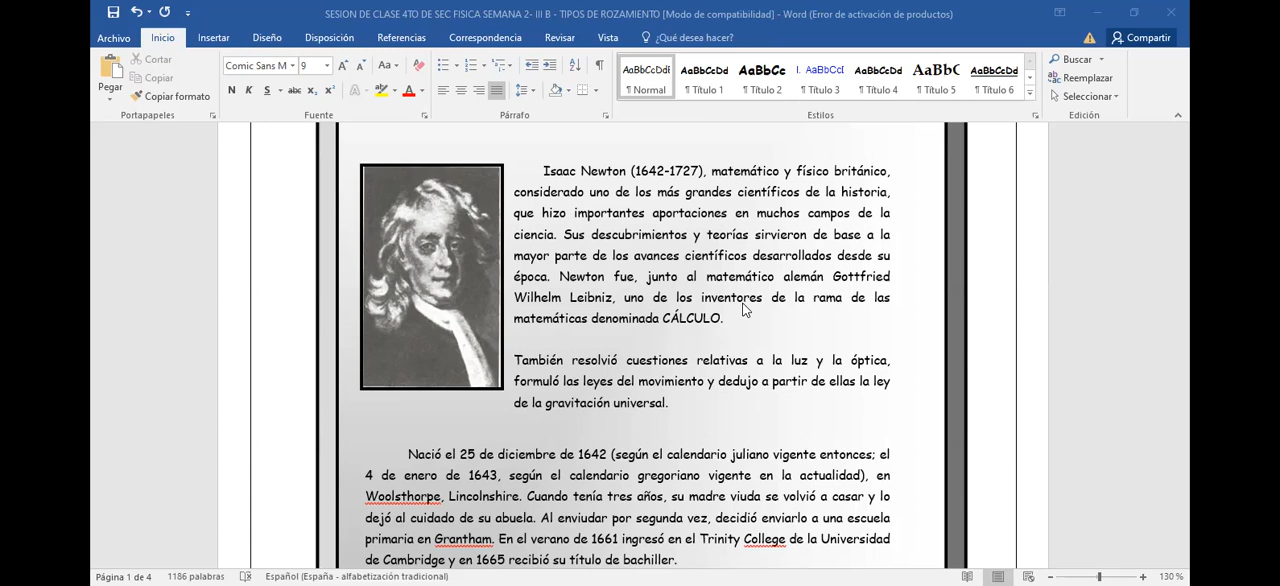 SESION DE CLASE 4TO DE SEC FISICA SEMANA 2- III B - TIPOS DE ROZAMIENTO [Modo de compatibilidad] - Word (Error de activación de productos)
Archivo Inicio Insertar Diseño Disposición Referencias Correspondencia Revisar Vista ¿Qué desea hacer? Compartir
Pegar
Cortar
Copiar
Copiar formato
Portapapeles
Comic Sans M 9 Aa
N K S abc x₂ x² A A
Fuente
Párrafo
AaBbCcDdE AaBbCcDd AaBbCc I. AaBbCcI AaBbCcDd AaBbC AaBbCcDd
¶ Normal ¶ Título 1 ¶ Título 2 ¶ Título 3 ¶ Título 4 ¶ Título 5 ¶ Título 6
Estilos
Buscar
Reemplazar
Seleccionar
Edición
Isaac Newton (1642-1727), matemático y físico británico,
considerado uno de los más grandes científicos de la historia,
que hizo importantes aportaciones en muchos campos de la
ciencia. Sus descubrimientos y teorías sirvieron de base a la
mayor parte de los avances científicos desarrollados desde su
época. Newton fue, junto al matemático alemán Gottfried
Wilhelm Leibniz, uno de los inventores de la rama de las
matemáticas denominada CÁLCULO.
También resolvió cuestiones relativas a la luz y la óptica,
formuló las leyes del movimiento y dedujo a partir de ellas la ley
de la gravitación universal.
Nació el 25 de diciembre de 1642 (según el calendario juliano vigente entonces; el
4 de enero de 1643, según el calendario gregoriano vigente en la actualidad), en
Woolsthorpe, Lincolnshire. Cuando tenía tres años, su madre viuda se volvió a casar y lo
dejó al cuidado de su abuela. Al enviudar por segunda vez, decidió enviarlo a una escuela
primaria en Grantham. En el verano de 1661 ingresó en el Trinity College de la Universidad
de Cambridge y en 1665 recibió su título de bachiller.
Página 1 de 4 1186 palabras Español (España - alfabetización tradicional) 130 %